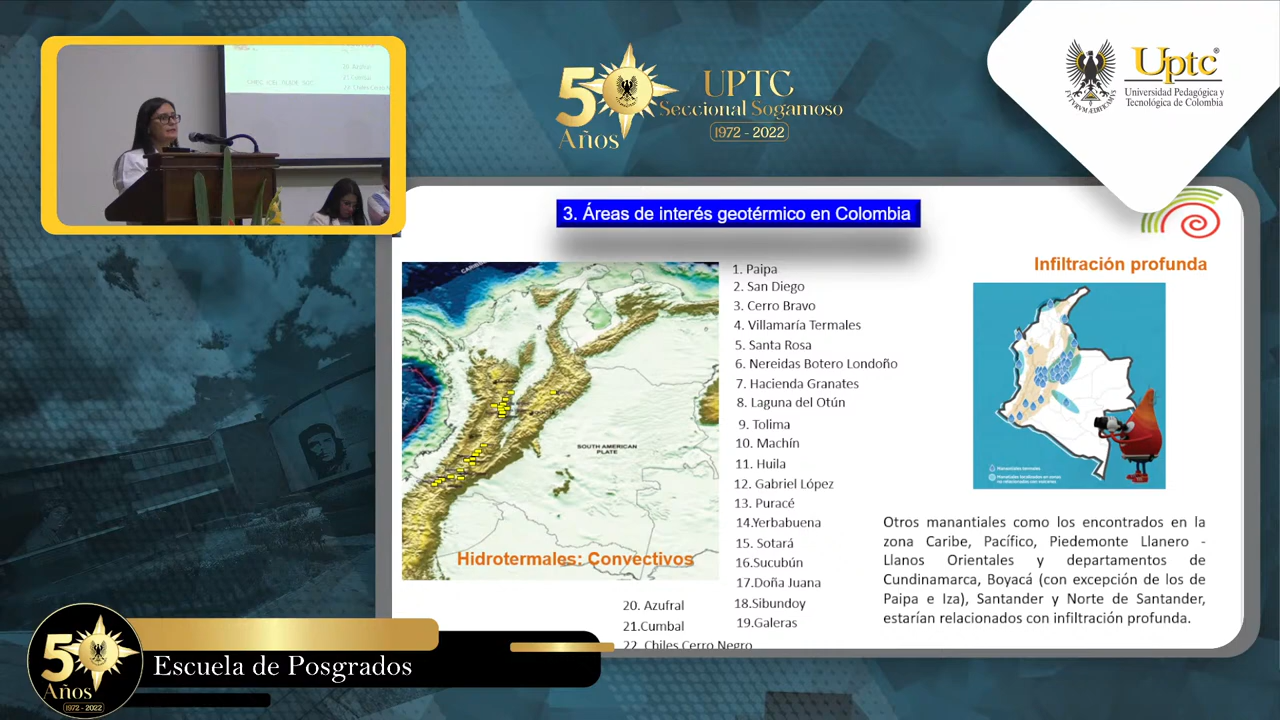 50
Años
UPTC
Seccional Sogamoso
1972 - 2022
Uptc
Universidad Pedagógica y
Tecnológica de Colombia
3. Áreas de interés geotérmico en Colombia
SOUTH AMERICAN
PLATE
Hidrotermales: Convectivos
1. Paipa
2. San Diego
3. Cerro Bravo
4. Villamaría Termales
5. Santa Rosa
6. Nereidas Botero Londoño
7. Hacienda Granates
8. Laguna del Otún
9. Tolima
10. Machín
11. Huila
12. Gabriel López
13. Puracé
14.Yerbabuena
15. Sotará
16.Sucubún
17.Doña Juana
18.Sibundoy
19.Galeras
20. Azufral
21.Cumbal
22. Chiles Cerro Negro
Infiltración profunda
Manantiales termales
Otros manantiales como los encontrados en la
zona Caribe, Pacífico, Piedemonte Llanero -
Llanos Orientales y departamentos de
Cundinamarca, Boyacá (con excepción de los de
Paipa e Iza), Santander y Norte de Santander,
estarían relacionados con infiltración profunda.
50
Años
1972 - 2022
Escuela de Posgrados